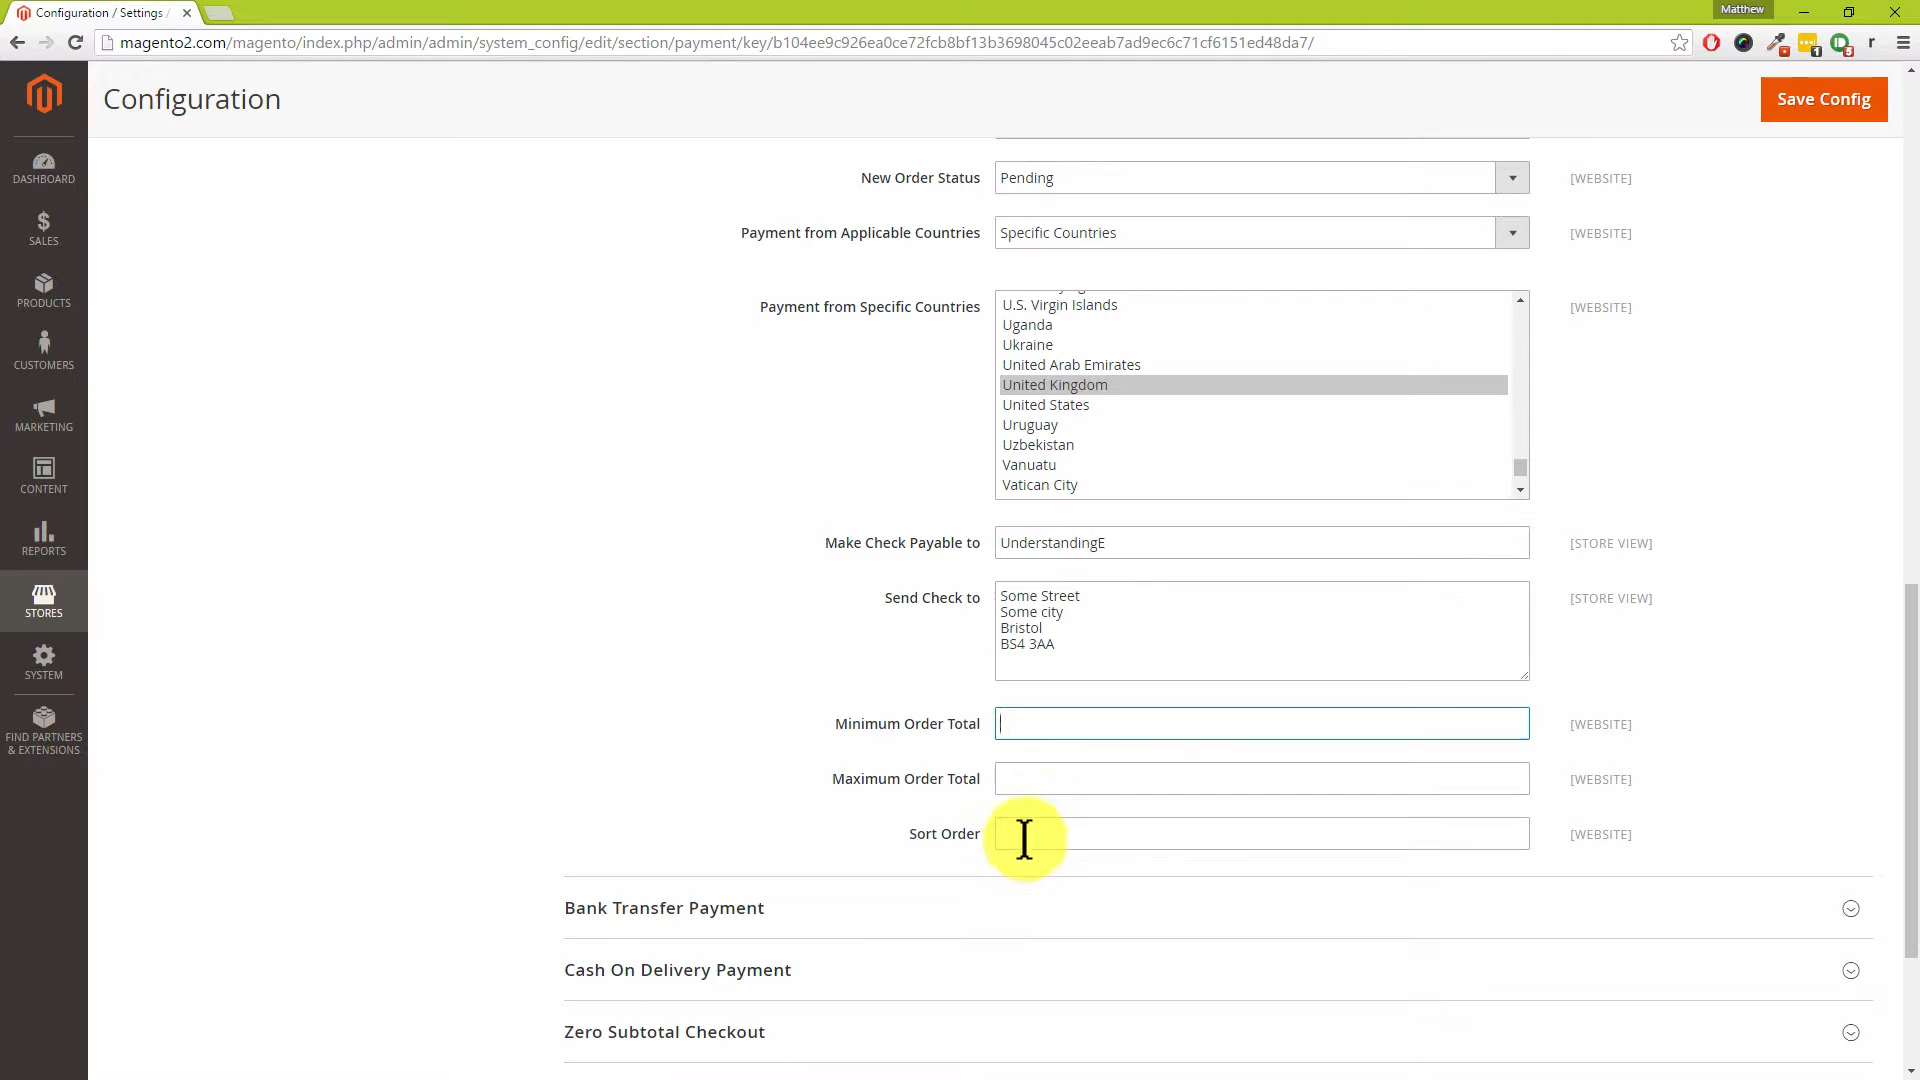 Configuration / Settings /
Matthew
magento2.com/magento/index.php/admin/admin/system_config/edit/section/payment/key/b104ee9c926ea0ce72fcb8bf13b3698045c02eeab7ad9ec6c71cf6151ed48da7/
1
5
r
Configuration
Save Config
DASHBOARD
SALES
PRODUCTS
CUSTOMERS
MARKETING
CONTENT
REPORTS
STORES
SYSTEM
FIND PARTNERS
& EXTENSIONS
New Order Status
Pending
[WEBSITE]
Payment from Applicable Countries
Specific Countries
[WEBSITE]
Payment from Specific Countries
[WEBSITE]
U.S. Virgin Islands
Uganda
Ukraine
United Arab Emirates
United Kingdom
United States
Uruguay
Uzbekistan
Vanuatu
Vatican City
Make Check Payable to
UnderstandingE
[STORE VIEW]
Send Check to
Some Street
Some city
Bristol
BS4 3AA
[STORE VIEW]
Minimum Order Total
[WEBSITE]
Maximum Order Total
[WEBSITE]
Sort Order
[WEBSITE]
Bank Transfer Payment
Cash On Delivery Payment
Zero Subtotal Checkout